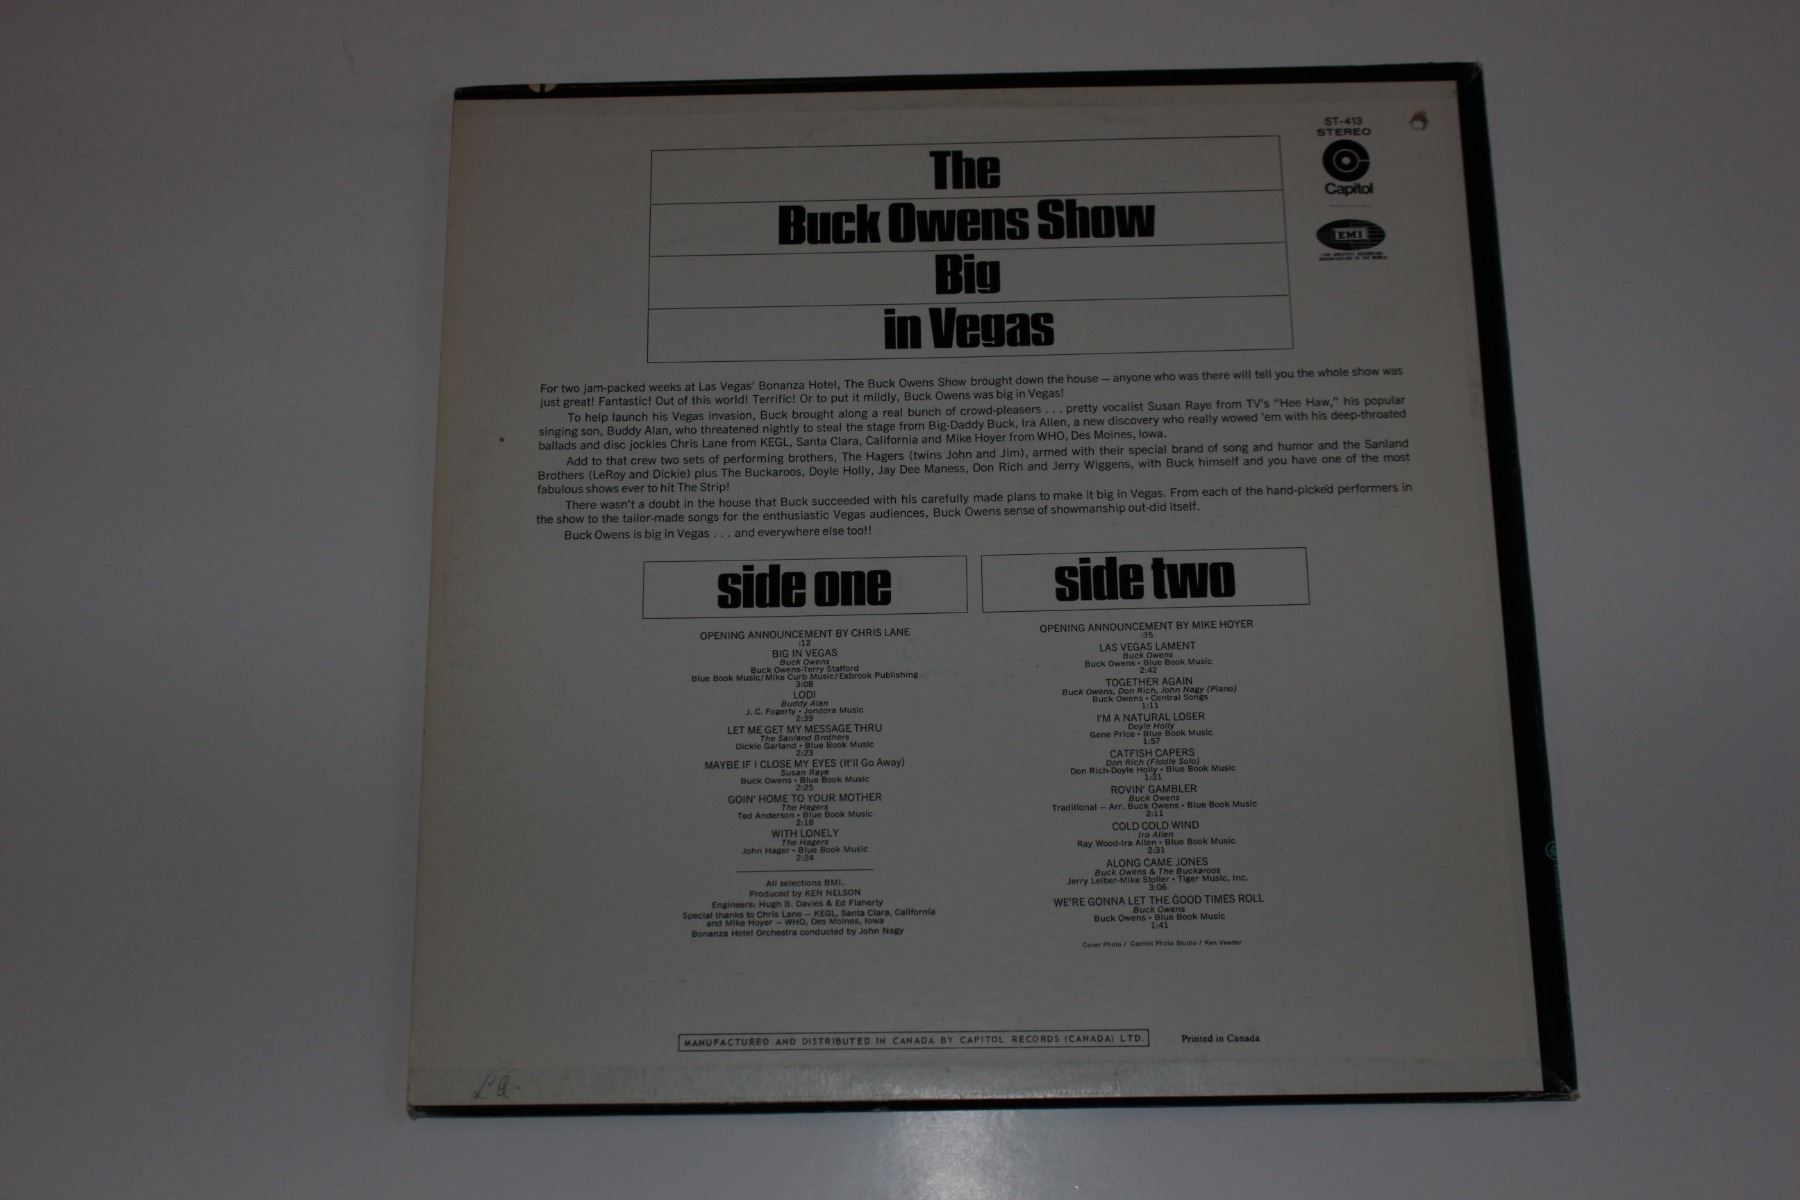 ST-413
STEREO
Capitol
EMI
The
Buck Owens Show
Big
in Vegas
For two jam-packed weeks at Las Vegas' Bonanza Hotel, The Buck Owens Show brought down the house — anyone who was there will tell you the whole show was
just great! Fantastic! Out of this world! Terrific! Or to put it mildly, Buck Owens was big in Vegas!
To help launch his Vegas invasion, Buck brought along a real bunch of crowd-pleasers . . . pretty vocalist Susan Raye from TV's "Hee Haw," his popular
singing son, Buddy Alan, who threatened nightly to steal the stage from Big-Daddy Buck, Ira Allen, a new discovery who really wowed 'em with his deep-throated
ballads and disc jockies Chris Lane from KEGL, Santa Clara, California and Mike Hoyer from WHO, Des Moines, Iowa.
Add to that crew two sets of performing brothers, The Hagers (twins John and Jim), armed with their special brand of song and humor and the Sanland
Brothers (LeRoy and Dickie) plus The Buckaroos, Doyle Holly, Jay Dee Maness, Don Rich and Jerry Wiggens, with Buck himself and you have one of the most
fabulous shows ever to hit The Strip!
There wasn't a doubt in the house that Buck succeeded with his carefully made plans to make it big in Vegas. From each of the hand-picked performers in
the show to the tailor-made songs for the enthusiastic Vegas audiences, Buck Owens sense of showmanship out-did itself.
Buck Owens is big in Vegas . . . and everywhere else too!!
side one
OPENING ANNOUNCEMENT BY CHRIS LANE
:12
BIG IN VEGAS
Buck Owens
Buck Owens-Terry Stafford
Blue Book Music/Mike Curb Music/Exbrook Publishing
3:08
LODI
Buddy Alan
J. C. Fogerty • Jondora Music
2:39
LET ME GET MY MESSAGE THRU
The Sanland Brothers
Dickie Garland • Blue Book Music
2:23
MAYBE IF I CLOSE MY EYES (It'll Go Away)
Susan Raye
Buck Owens • Blue Book Music
2:25
GOIN' HOME TO YOUR MOTHER
The Hagers
Ted Anderson • Blue Book Music
2:18
WITH LONELY
The Hagers
John Hager • Blue Book Music
2:24
All selections BMI.
Produced by KEN NELSON
Engineers: Hugh B. Davies & Ed Flaherty
Special thanks to Chris Lane — KEGL, Santa Clara, California
and Mike Hoyer — WHO, Des Moines, Iowa
Bonanza Hotel Orchestra conducted by John Nagy
side two
OPENING ANNOUNCEMENT BY MIKE HOYER
:35
LAS VEGAS LAMENT
Buck Owens
Buck Owens • Blue Book Music
2:42
TOGETHER AGAIN
Buck Owens, Don Rich, John Nagy (Piano)
Buck Owens • Central Songs
1:11
I'M A NATURAL LOSER
Doyle Holly
Gene Price • Blue Book Music
1:57
CATFISH CAPERS
Don Rich (Fiddle Solo)
Don Rich-Doyle Holly • Blue Book Music
1:31
ROVIN' GAMBLER
Buck Owens
Traditional — Arr. Buck Owens • Blue Book Music
2:11
COLD COLD WIND
Ira Allen
Ray Wood-Ira Allen • Blue Book Music
2:31
ALONG CAME JONES
Buck Owens & The Buckaroos
Jerry Leiber-Mike Stoller • Tiger Music, Inc.
3:06
WE'RE GONNA LET THE GOOD TIMES ROLL
Buck Owens
Buck Owens • Blue Book Music
1:41
Cover Photo / Capitol Photo Studio / Ken Veeder
MANUFACTURED AND DISTRIBUTED IN CANADA BY CAPITOL RECORDS (CANADA) LTD.
Printed in Canada